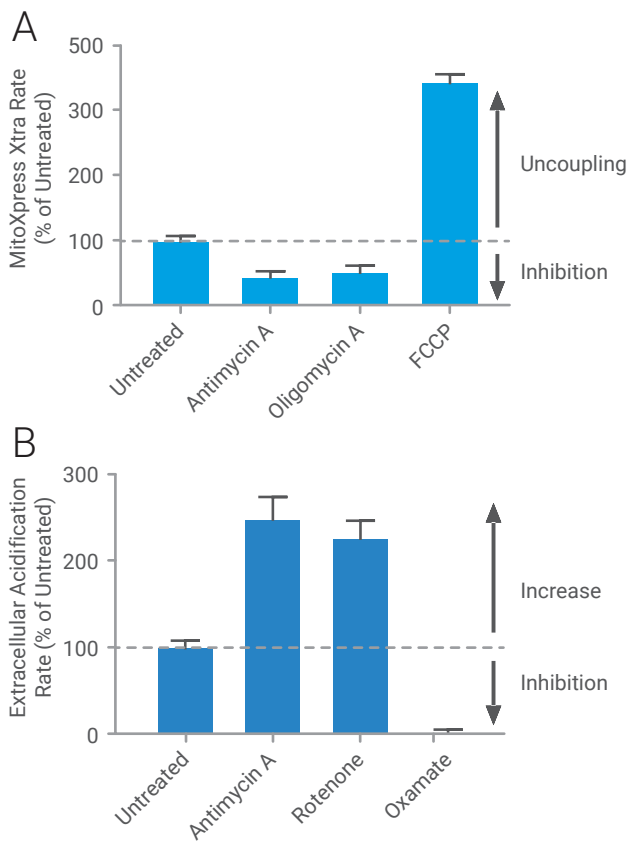 A
MitoXpress Xtra Rate
(% of Untreated)
500
300
200
100
0
Uncoupling
Inhibition
Untreated
Antimycin A
Oligomycin A
FCCP
B
Extracellular Acidification
Rate (% of Untreated)
300
200
100
0
Increase
Inhibition
Untreated
Antimycin A
Rotenone
Oxamate